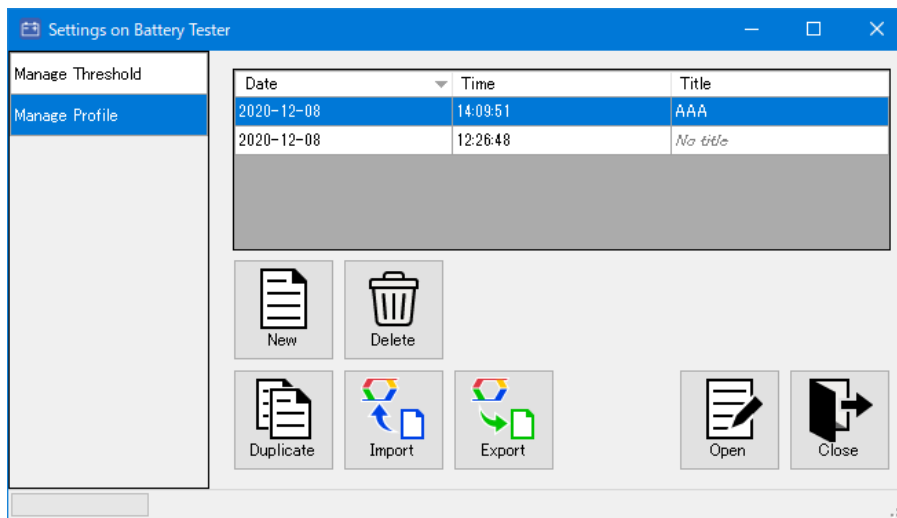 Settings on Battery Tester
Manage Threshold
Manage Profile
Date Time Title
2020-12-08 14:09:51 AAA
2020-12-08 12:26:48 No title
New Delete
Duplicate Import Export Open Close